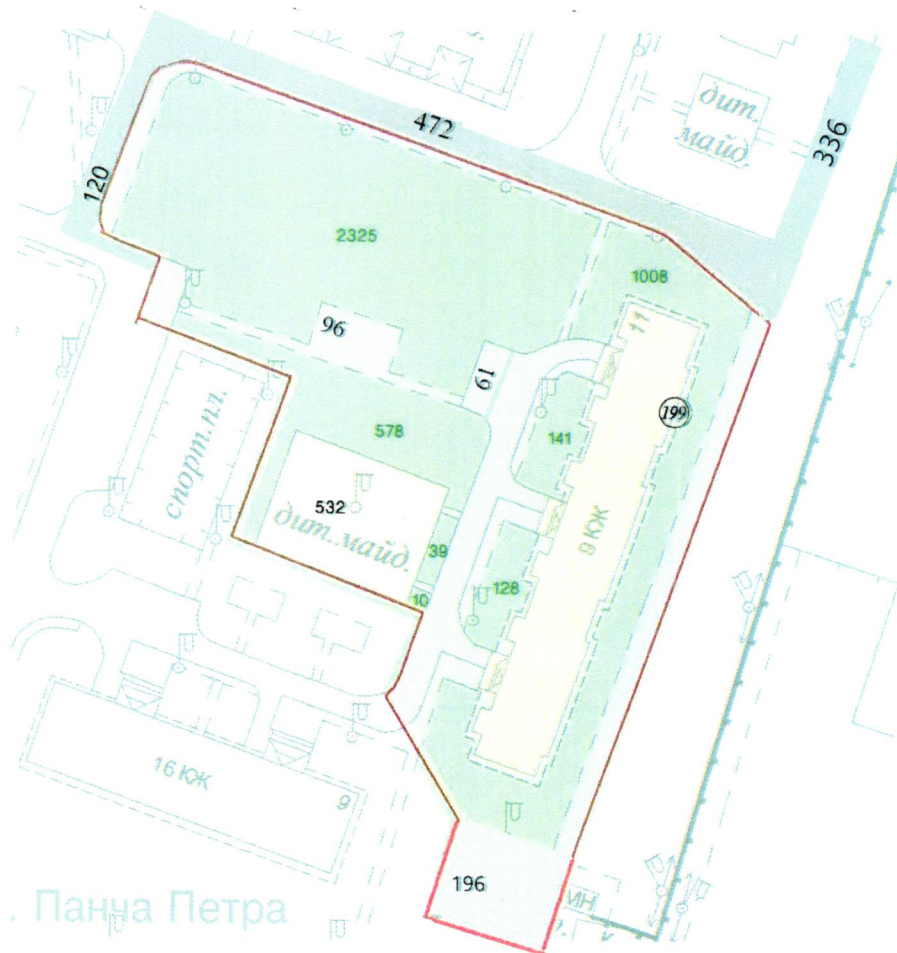 472
дит.
майд.
336
120
2325
1008
96
11
61
199
578
141
спорт. пл.
532
дит. майд.
9 КЖ
39
10
128
16 КЖ
9
196
. Панча Петра